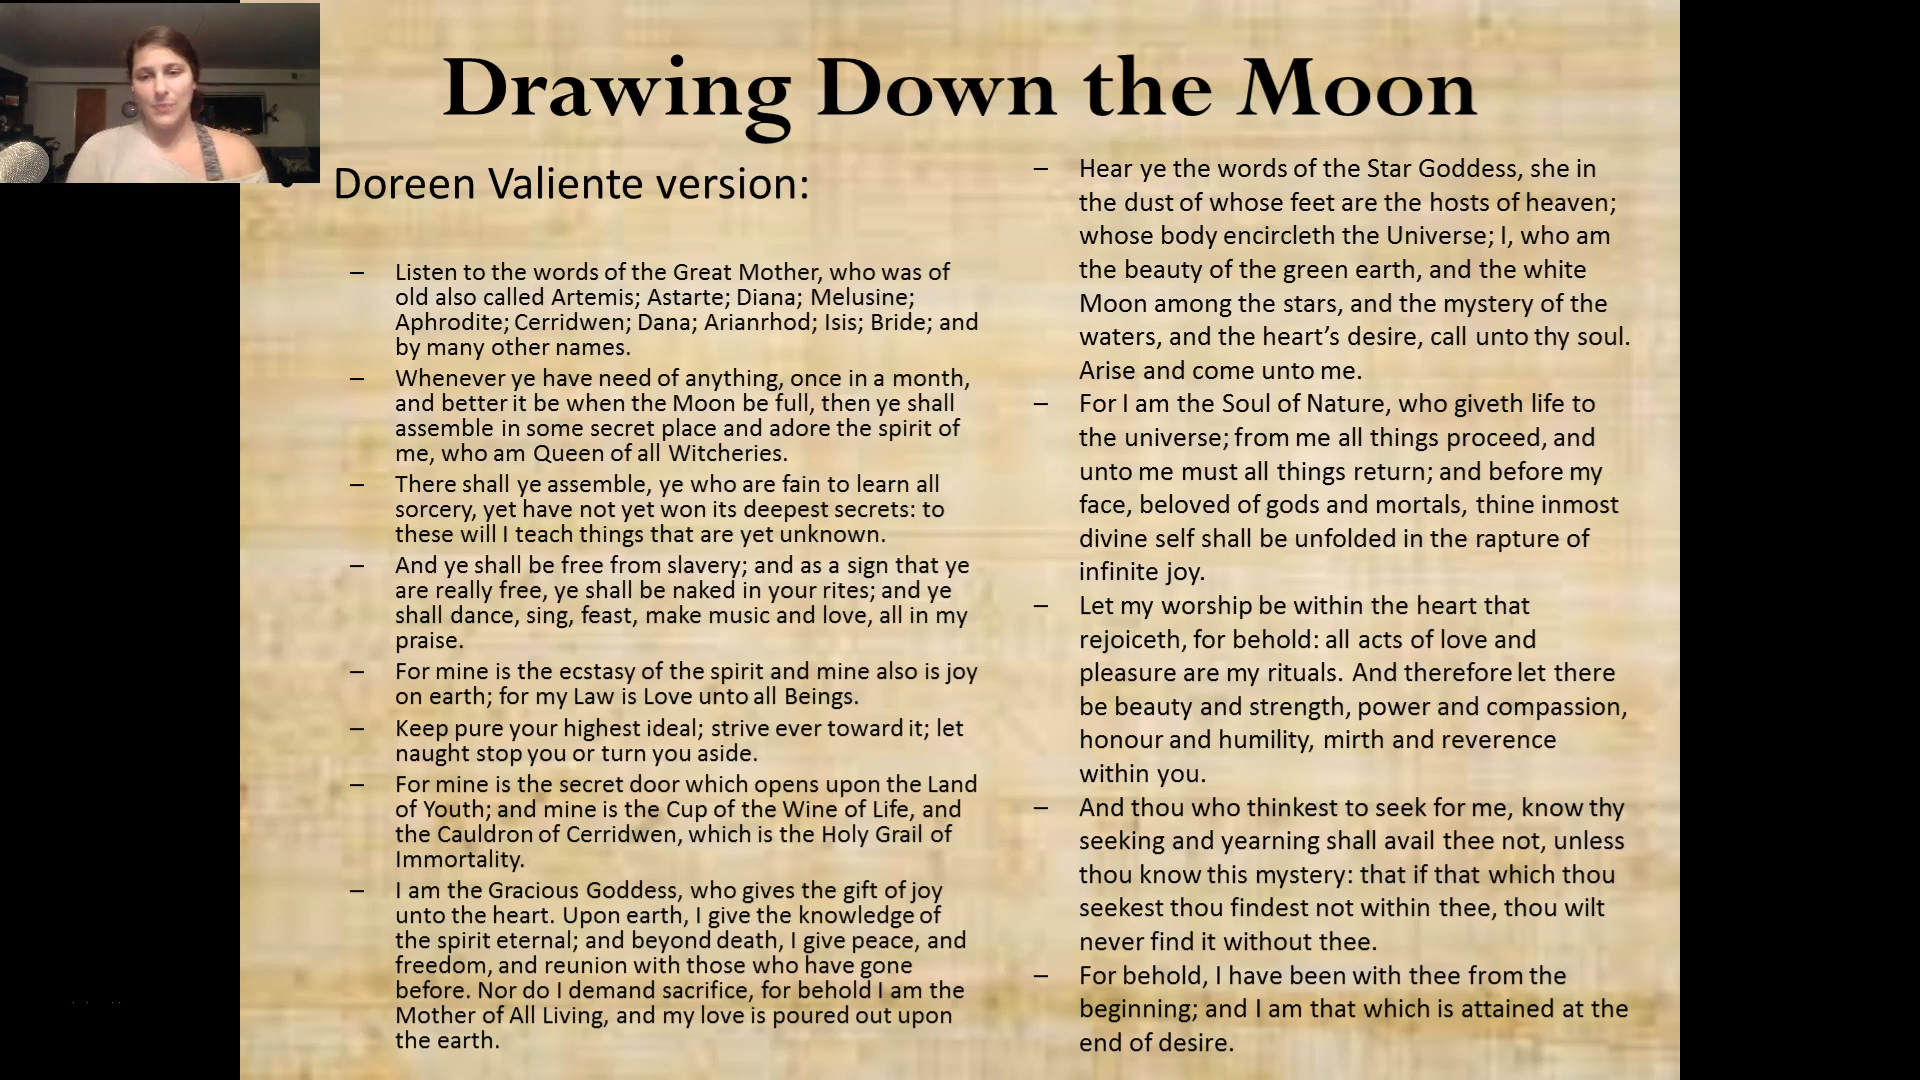 Drawing Down the Moon
Doreen Valiente version:
– Listen to the words of the Great Mother, who was of
old also called Artemis; Astarte; Diana; Melusine;
Aphrodite; Cerridwen; Dana; Arianrhod; Isis; Bride; and
by many other names.
– Whenever ye have need of anything, once in a month,
and better it be when the Moon be full, then ye shall
assemble in some secret place and adore the spirit of
me, who am Queen of all Witcheries.
– There shall ye assemble, ye who are fain to learn all
sorcery, yet have not yet won its deepest secrets: to
these will I teach things that are yet unknown.
– And ye shall be free from slavery; and as a sign that ye
are really free, ye shall be naked in your rites; and ye
shall dance, sing, feast, make music and love, all in my
praise.
– For mine is the ecstasy of the spirit and mine also is joy
on earth; for my Law is Love unto all Beings.
– Keep pure your highest ideal; strive ever toward it; let
naught stop you or turn you aside.
– For mine is the secret door which opens upon the Land
of Youth; and mine is the Cup of the Wine of Life, and
the Cauldron of Cerridwen, which is the Holy Grail of
Immortality.
– I am the Gracious Goddess, who gives the gift of joy
unto the heart. Upon earth, I give the knowledge of
the spirit eternal; and beyond death, I give peace, and
freedom, and reunion with those who have gone
before. Nor do I demand sacrifice, for behold I am the
Mother of All Living, and my love is poured out upon
the earth.
– Hear ye the words of the Star Goddess, she in
the dust of whose feet are the hosts of heaven;
whose body encircleth the Universe; I, who am
the beauty of the green earth, and the white
Moon among the stars, and the mystery of the
waters, and the heart’s desire, call unto thy soul.
Arise and come unto me.
– For I am the Soul of Nature, who giveth life to
the universe; from me all things proceed, and
unto me must all things return; and before my
face, beloved of gods and mortals, thine inmost
divine self shall be unfolded in the rapture of
infinite joy.
– Let my worship be within the heart that
rejoiceth, for behold: all acts of love and
pleasure are my rituals. And therefore let there
be beauty and strength, power and compassion,
honour and humility, mirth and reverence
within you.
– And thou who thinkest to seek for me, know thy
seeking and yearning shall avail thee not, unless
thou know this mystery: that if that which thou
seekest thou findest not within thee, thou wilt
never find it without thee.
– For behold, I have been with thee from the
beginning; and I am that which is attained at the
end of desire.